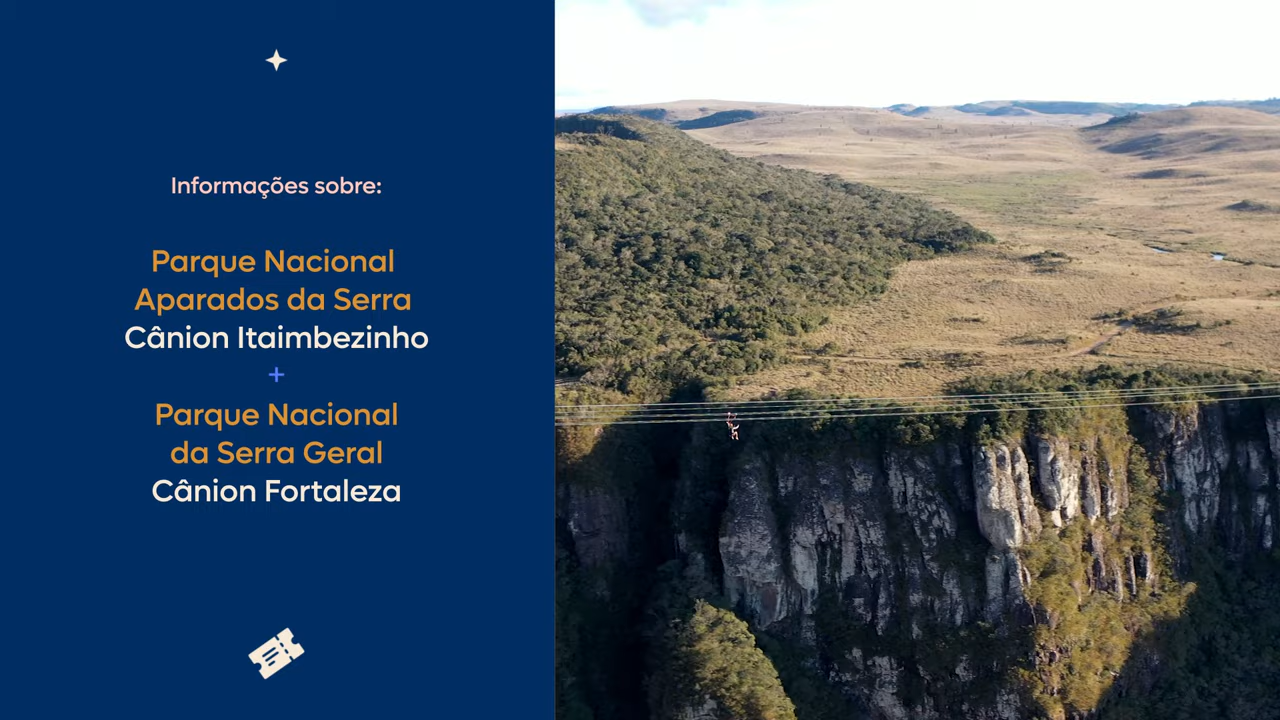 Informações sobre:
Parque Nacional
Aparados da Serra
Cânion Itaimbezinho
+
Parque Nacional
da Serra Geral
Cânion Fortaleza